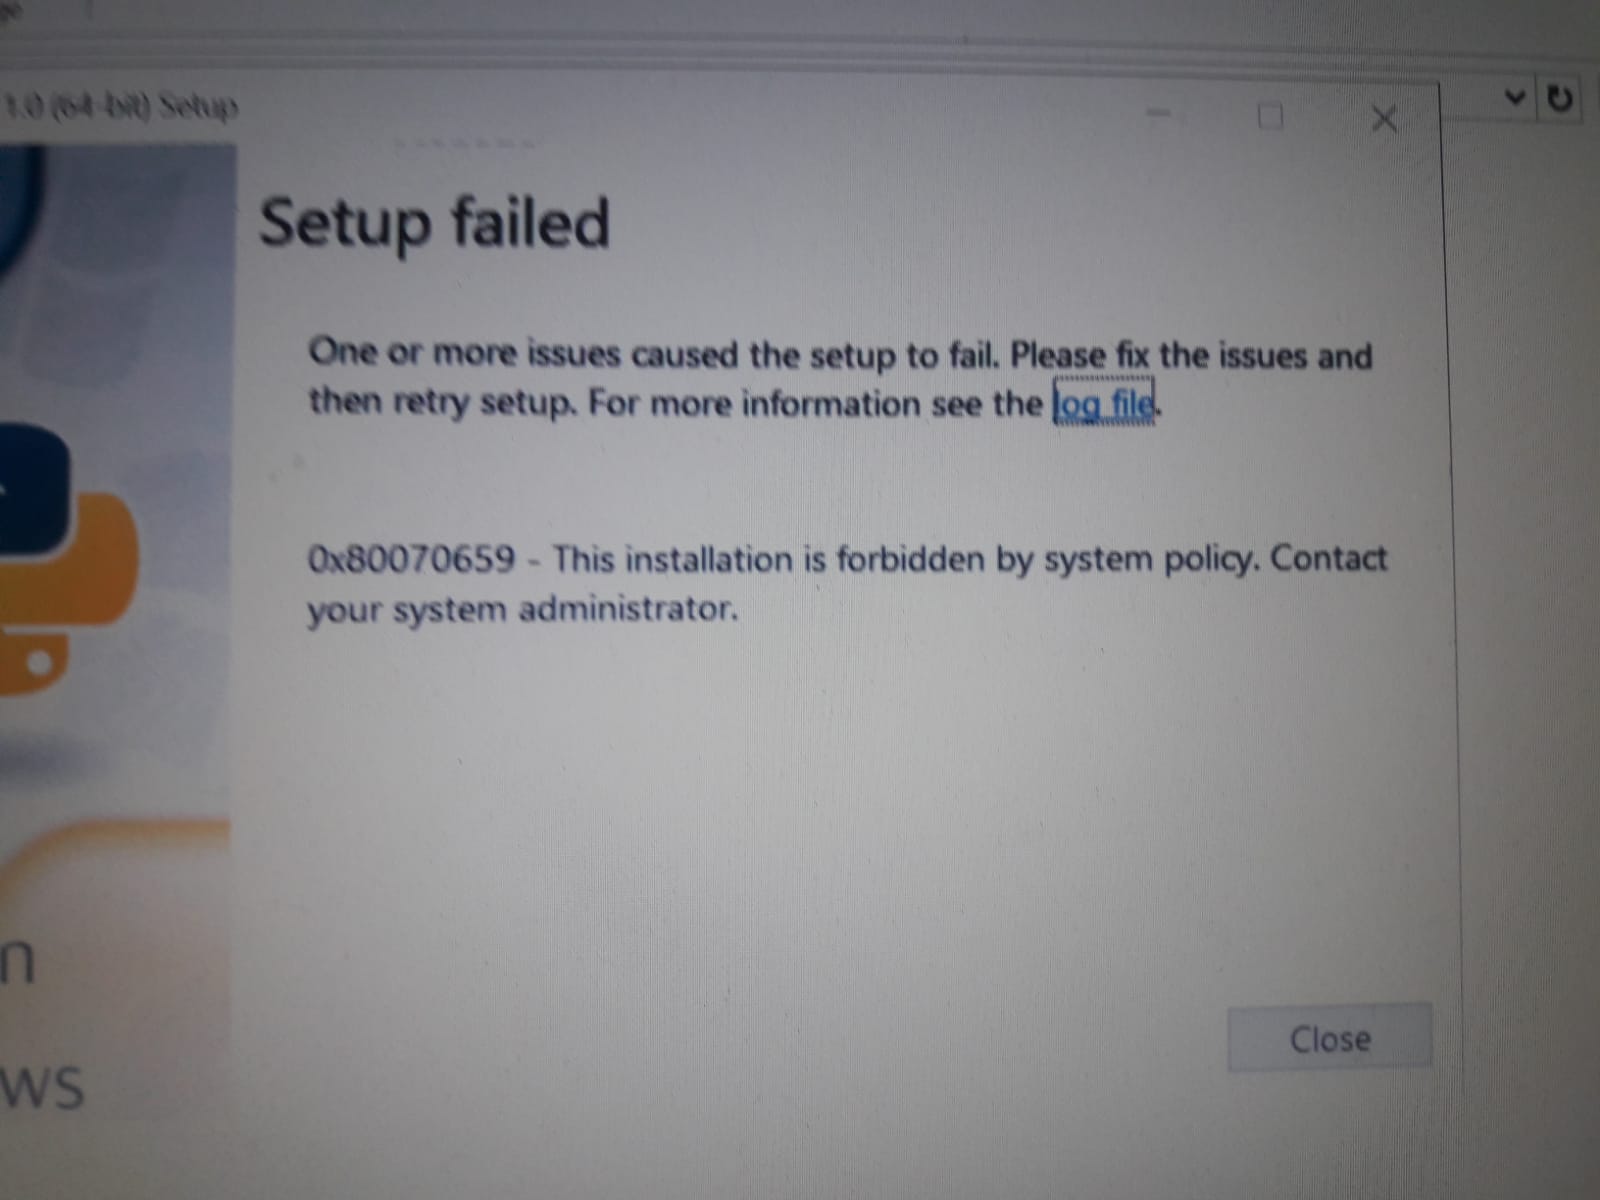 1.0 (64-bit) Setup
Setup failed
One or more issues caused the setup to fail. Please fix the issues and
then retry setup. For more information see the log file.
0x80070659 - This installation is forbidden by system policy. Contact
your system administrator.
n
ws
Close